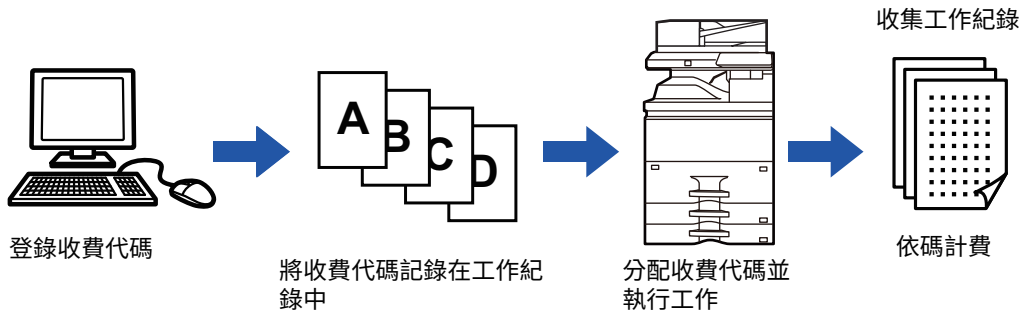 收集工作紀錄
A
B
C
D
登錄收費代碼
將收費代碼記錄在工作紀
錄中
分配收費代碼並
執行工作
依碼計費